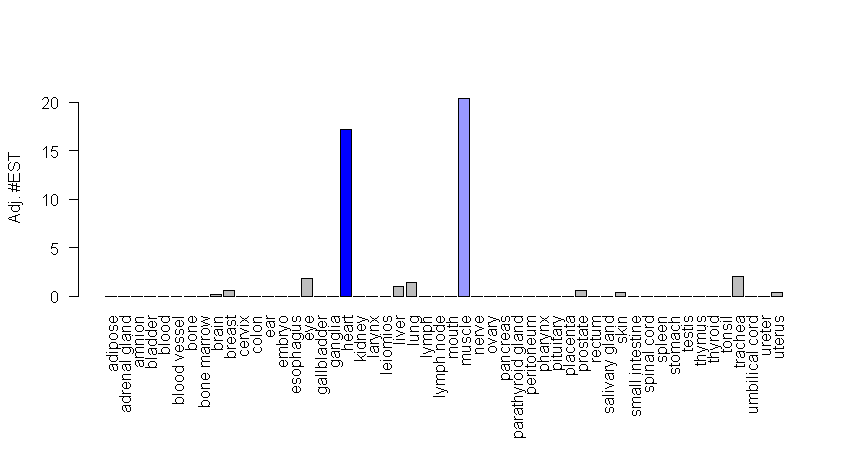 Adj. #EST
20
15
10
5
0
adipose
adrenal gland
amnion
bladder
blood
blood vessel
bone
bone marrow
brain
breast
cervix
colon
ear
embryo
esophagus
eye
gallbladder
ganglia
heart
kidney
larynx
leiomios
liver
lung
lymph
lymph node
mouth
muscle
nerve
ovary
pancreas
parathyroid gland
peritoneum
pharynx
pituitary
placenta
prostate
rectum
salivary gland
skin
small intestine
spinal cord
spleen
stomach
testis
thymus
thyroid
tonsil
trachea
umbilical cord
ureter
uterus